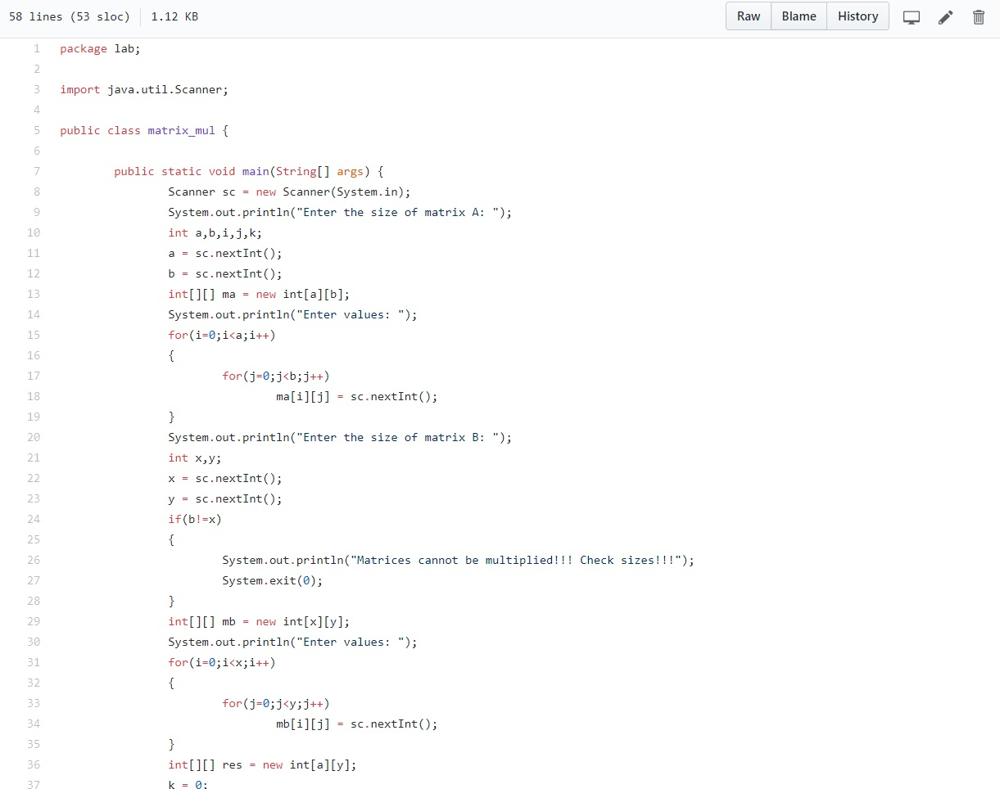 58 lines (53 sloc) 1.12 KB Raw Blame History
1 package lab;
2
3 import java.util.Scanner;
4
5 public class matrix_mul {
6
7 public static void main(String[] args) {
8 Scanner sc = new Scanner(System.in);
9 System.out.println("Enter the size of matrix A: ");
10 int a,b,i,j,k;
11 a = sc.nextInt();
12 b = sc.nextInt();
13 int[][] ma = new int[a][b];
14 System.out.println("Enter values: ");
15 for(i=0;i<a;i++)
16 {
17 for(j=0;j<b;j++)
18 ma[i][j] = sc.nextInt();
19 }
20 System.out.println("Enter the size of matrix B: ");
21 int x,y;
22 x = sc.nextInt();
23 y = sc.nextInt();
24 if(b!=x)
25 {
26 System.out.println("Matrices cannot be multiplied!!! Check sizes!!!");
27 System.exit(0);
28 }
29 int[][] mb = new int[x][y];
30 System.out.println("Enter values: ");
31 for(i=0;i<x;i++)
32 {
33 for(j=0;j<y;j++)
34 mb[i][j] = sc.nextInt();
35 }
36 int[][] res = new int[a][y];
37 k = 0;